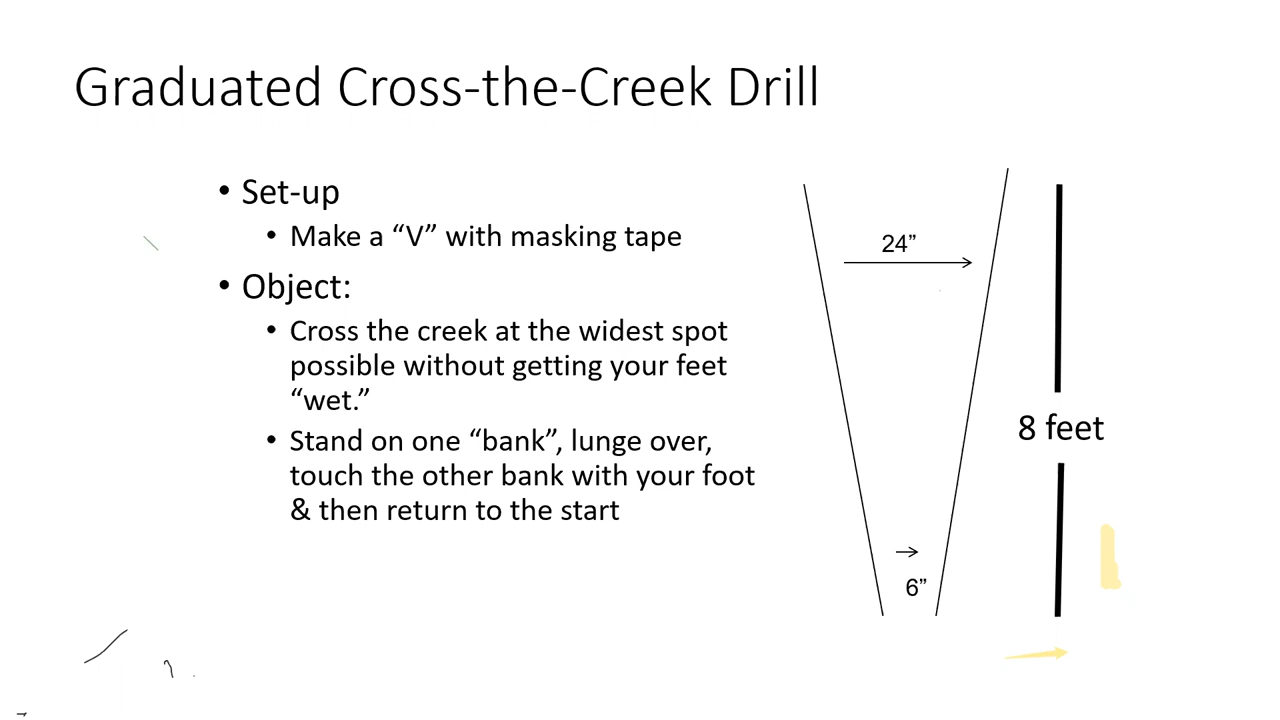 Graduated Cross-the-Creek Drill
• Set-up
• Make a “V” with masking tape
• Object:
• Cross the creek at the widest spot
possible without getting your feet
“wet.”
• Stand on one “bank”, lunge over,
touch the other bank with your foot
& then return to the start
24”
8 feet
6”